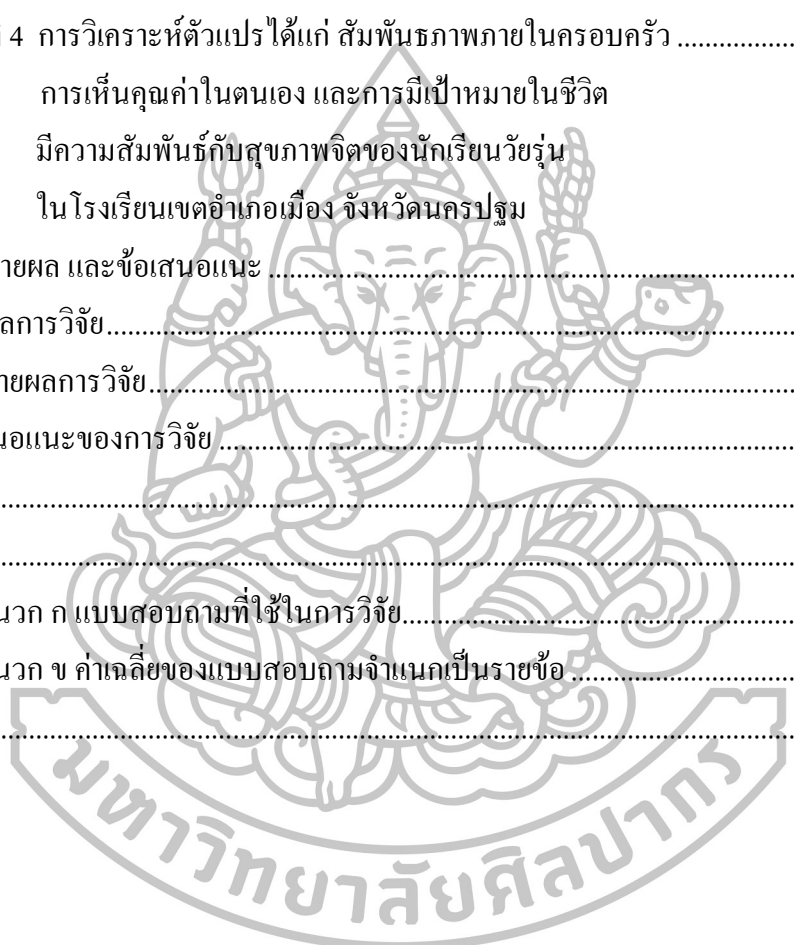 4 การวิเคราะห์ตัวแปรได้แก่ สัมพันธภาพภายในครอบครัว ..................
การเห็นคุณค่าในตนเอง และการมีเป้าหมายในชีวิต
มีความสัมพันธ์กับสุขภาพจิตของนักเรียนวัยรุ่น
ในโรงเรียนเขตอำเภอเมือง จังหวัดนครปฐม
ายผล และข้อเสนอแนะ ................................................................................
ลการวิจัย................................................................................................
ายผลการวิจัย..........................................................................................
นอแนะของการวิจัย ................................................................................
................................................................................................................
................................................................................................................
นวก ก แบบสอบถามที่ใช้ในการวิจัย.......................................................
นวก ข ค่าเฉลี่ยของแบบสอบถามจำแนกเป็นรายข้อ ...............................
................................................................................................................
มหาวิทยาลัยศิลปากร